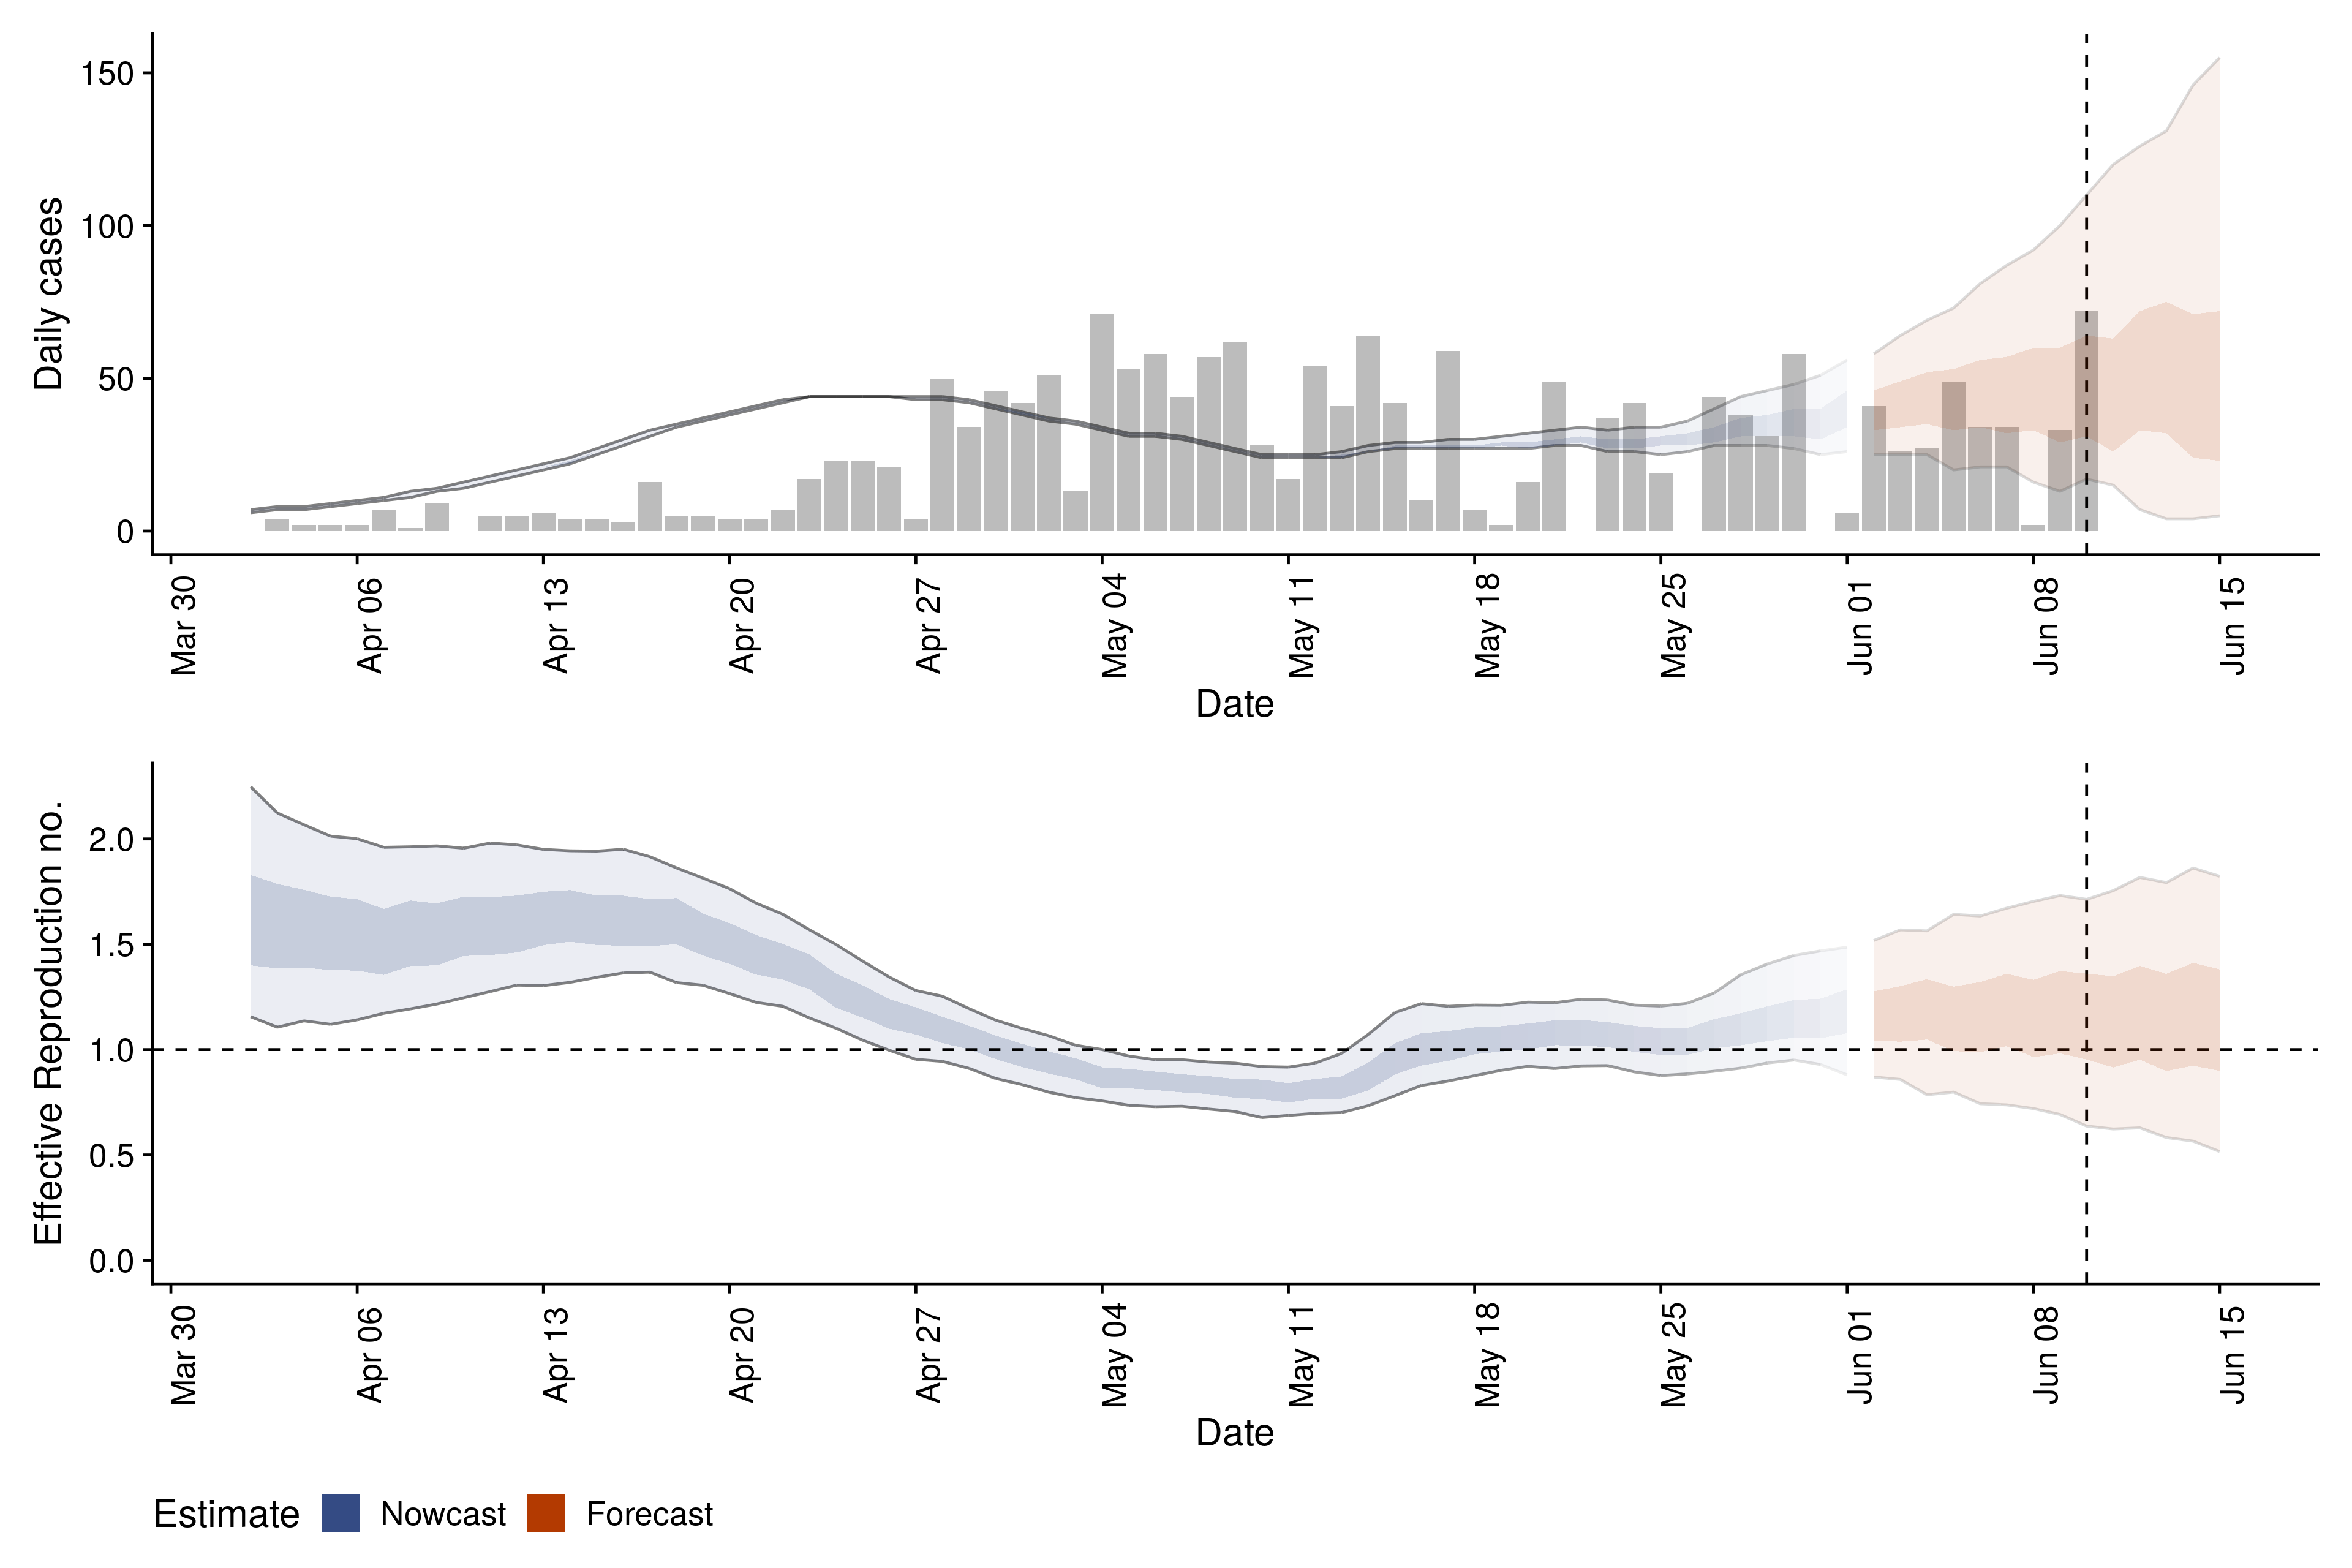 150
100
50
0
Daily cases
Mar 30
Apr 06
Apr 13
Apr 20
Apr 27
May 04
May 11
May 18
May 25
Jun 01
Jun 08
Jun 15
Date
2.0
1.5
1.0
0.5
0.0
Effective Reproduction no.
Mar 30
Apr 06
Apr 13
Apr 20
Apr 27
May 04
May 11
May 18
May 25
Jun 01
Jun 08
Jun 15
Date
Estimate Nowcast Forecast